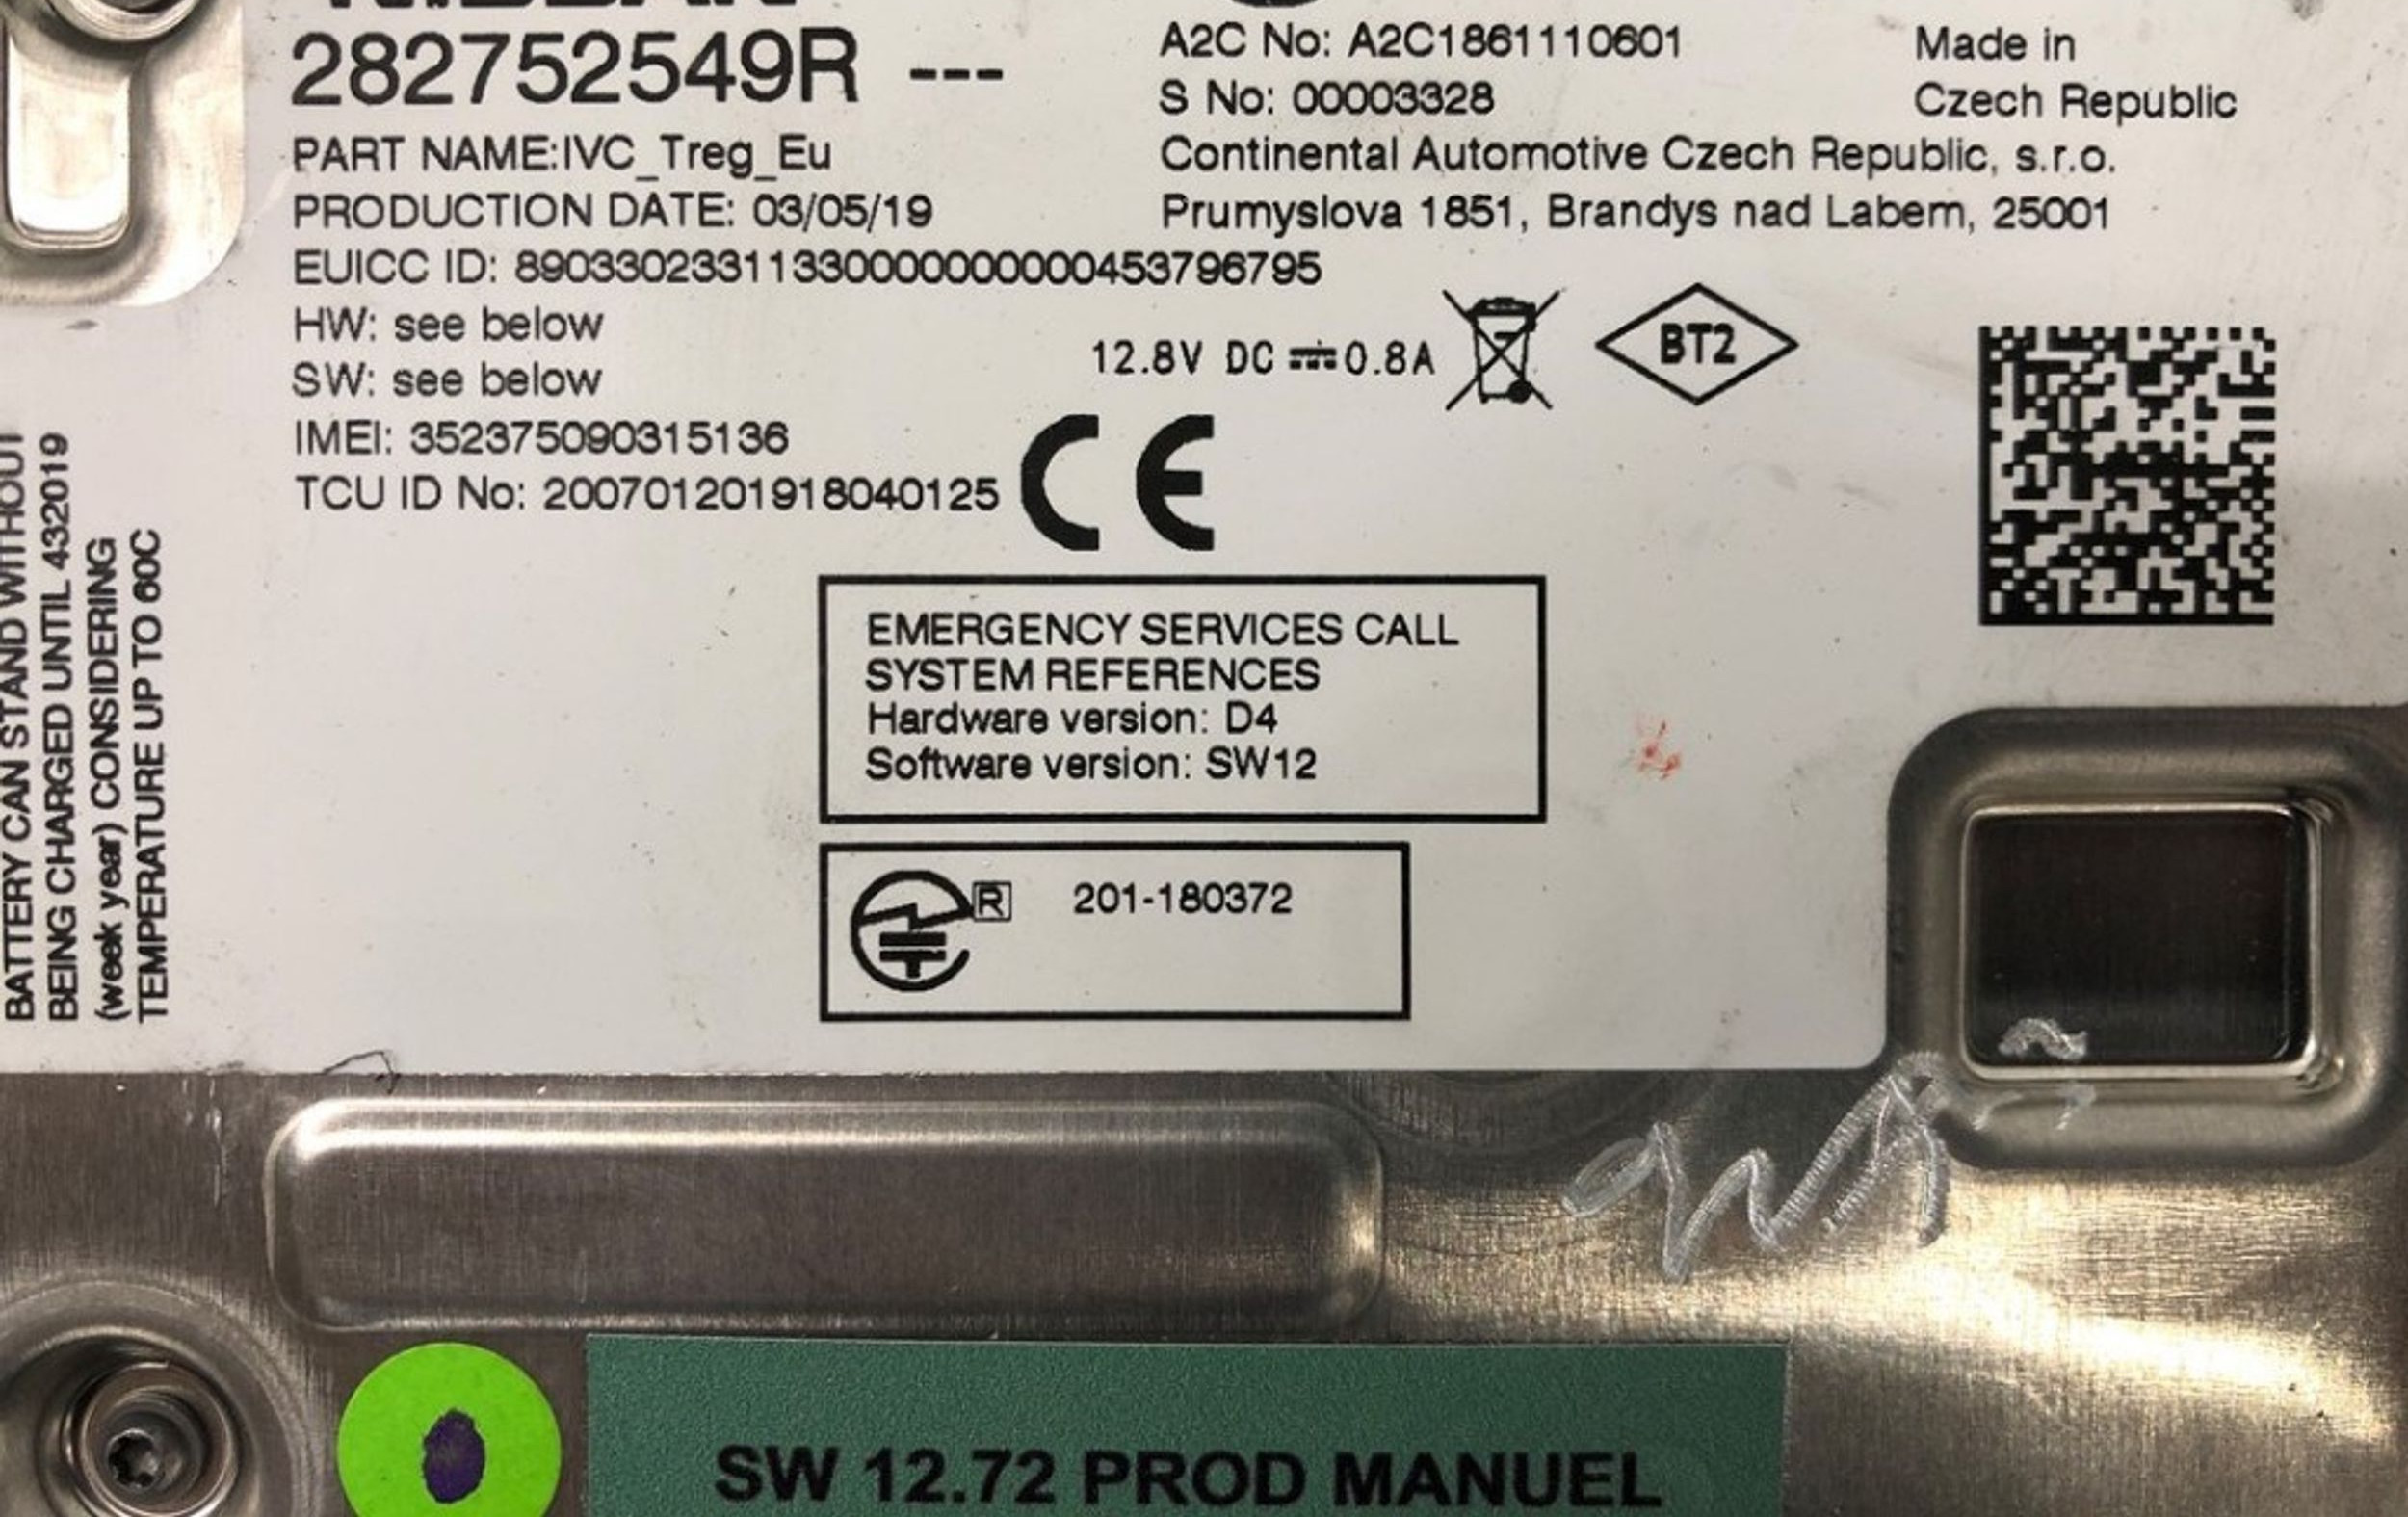 NISSAN
282752549R ---
PART NAME:IVC_Treg_Eu
PRODUCTION DATE: 03/05/19
EUICC ID: 89033023311330000000000453796795
HW: see below
SW: see below
IMEI: 352375090315136
TCU ID No: 200701201918040125
A2C No: A2C1861110601
S No: 00003328
Continental Automotive Czech Republic, s.r.o.
Prumyslova 1851, Brandys nad Labem, 25001
Made in
Czech Republic
12.8V DC 0.8A
BT2
CE
EMERGENCY SERVICES CALL
SYSTEM REFERENCES
Hardware version: D4
Software version: SW12
R 201-180372
BATTERY CAN STAND WITHOUT
BEING CHARGED UNTIL 432019
(week year) CONSIDERING
TEMPERATURE UP TO 60C
SW 12.72 PROD MANUEL